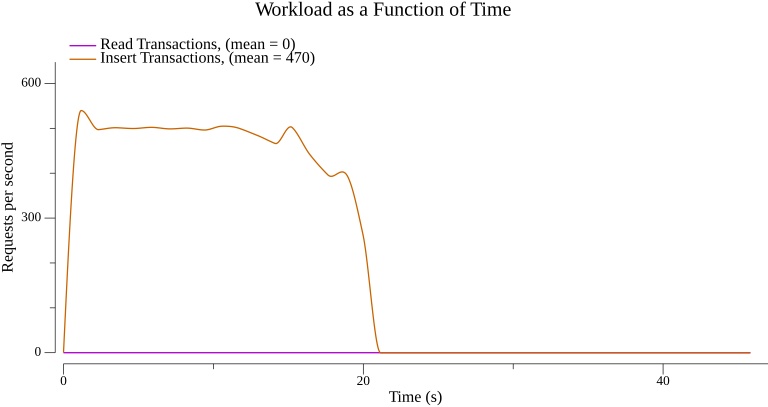 Workload as a Function of Time
Read Transactions, (mean = 0)
Insert Transactions, (mean = 470)
600
300
0
Requests per second
0
20
40
Time (s)